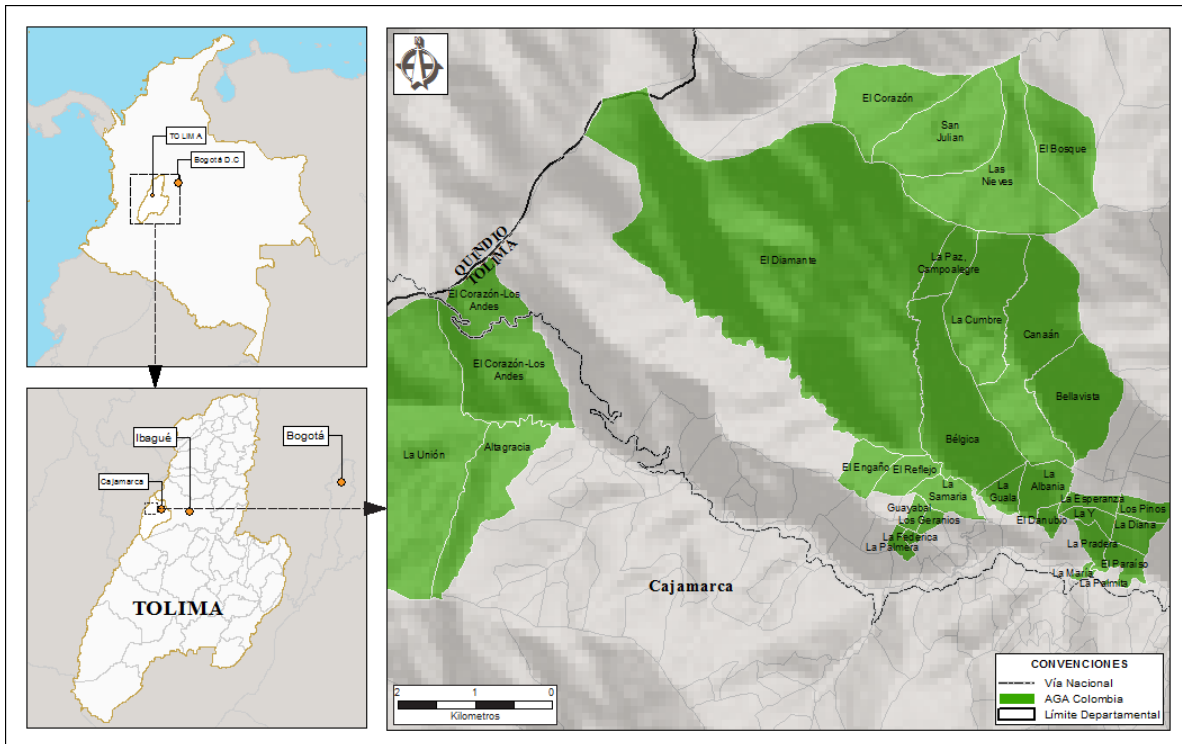 TOLIMA
Bogotá D.C
Ibagué
Bogotá
Cajamarca
TOLIMA
QUINDIO
TOLIMA
El Corazón
San
Julian
El Bosque
Las
Nieves
El Diamante
La Paz,
Campoalegre
La Cumbre
Canaán
Bellavista
El Corazón-Los
Andes
El Corazón-Los
Andes
La Unión
Altagracia
Bélgica
El Engaño
El Reflejo
La
Samaria
La
Guala
La
Albania
Guayabal
Los Geranios
La Federica
La Palmera
El Danubio
La Esperanza
La Y
Los Pinos
La Diana
La Pradera
El Paraíso
La María
La Palmita
Cajamarca
2 1 0
Kilometros
CONVENCIONES
Vía Nacional
AGA Colombia
Límite Departamental